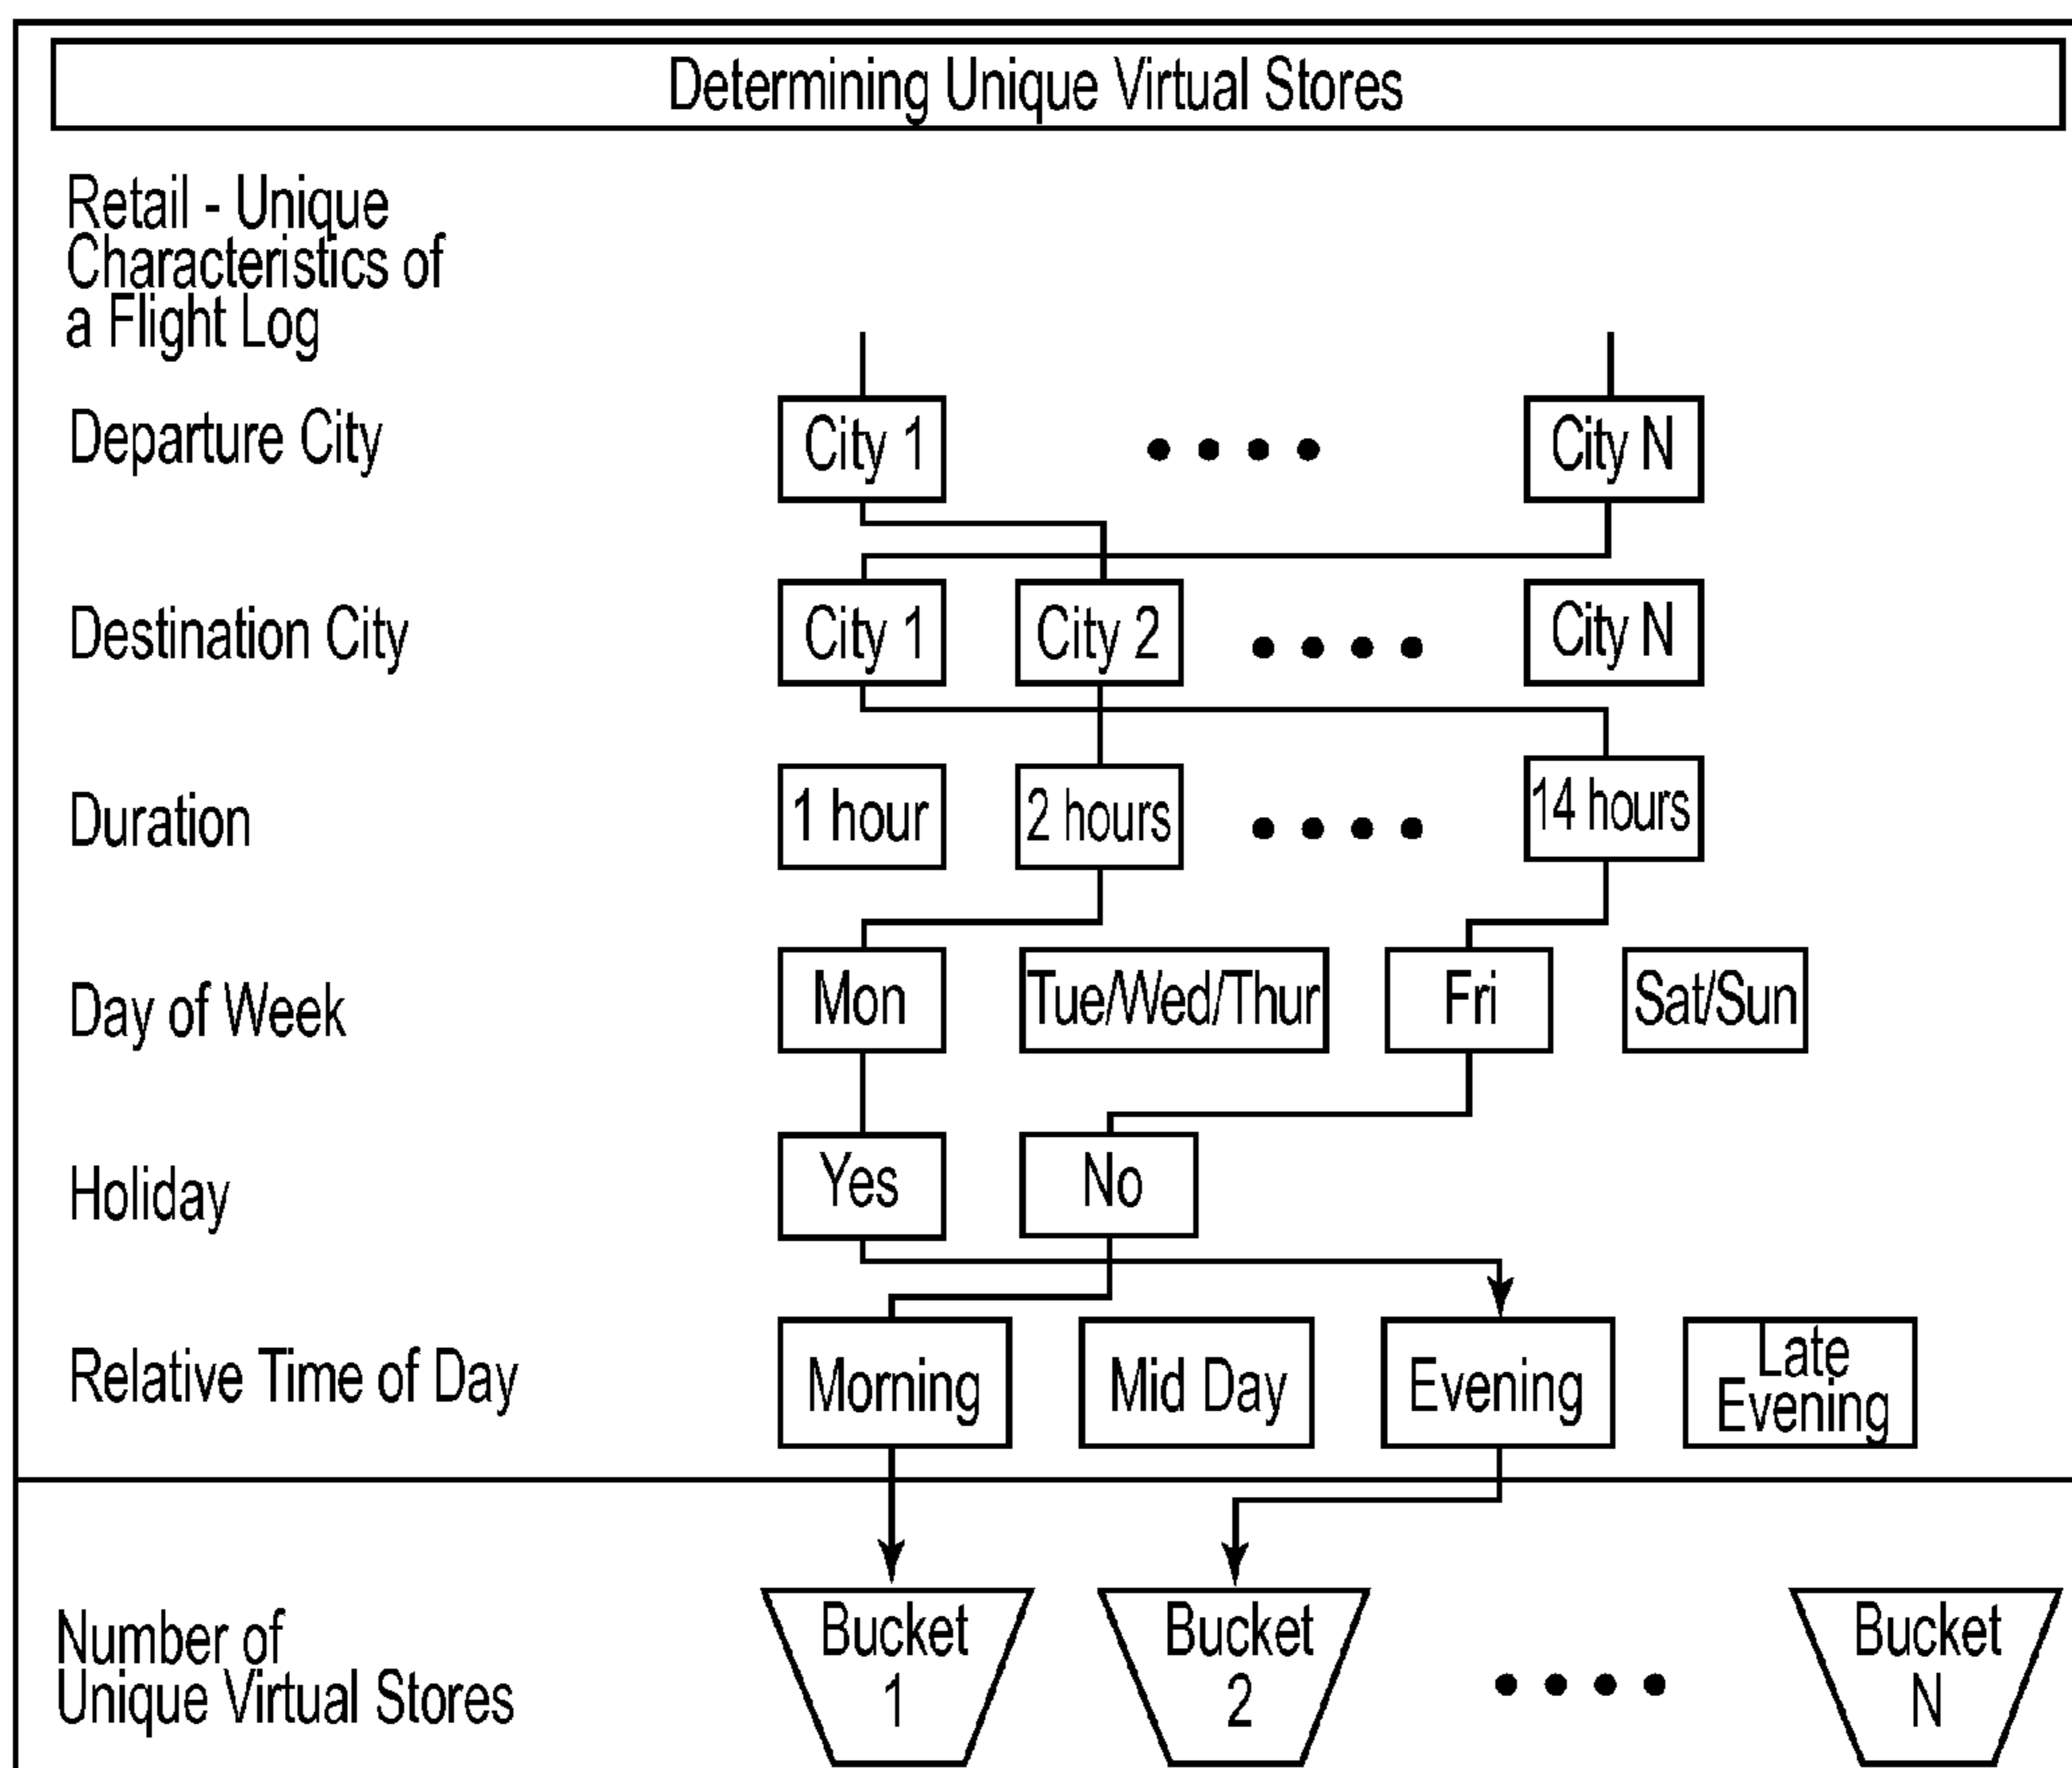 Determining Unique Virtual Stores
Retail - Unique
Characteristics of
a Flight Log
Departure City
City 1
City N
Destination City
City 1
City 2
City N
Duration
1 hour
2 hours
14 hours
Day of Week
Mon
Tue/Wed/Thur
Fri
Sat/Sun
Holiday
Yes
No
Relative Time of Day
Morning
Mid Day
Evening
Late
Evening
Number of
Unique Virtual Stores
Bucket
1
Bucket
2
Bucket
N